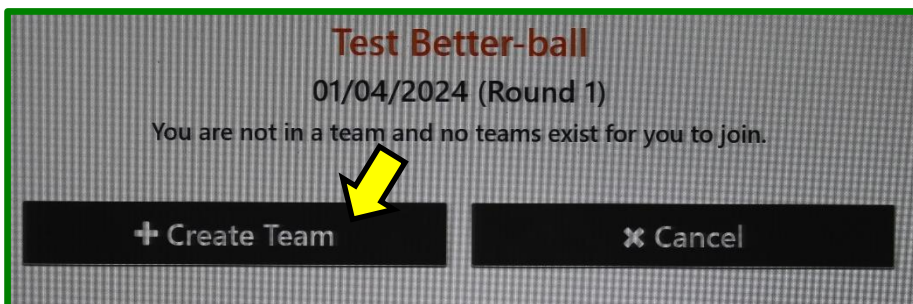 Test Better-ball
01/04/2024 (Round 1)
You are not in a team and no teams exist for you to join.
+ Create Team
✖ Cancel